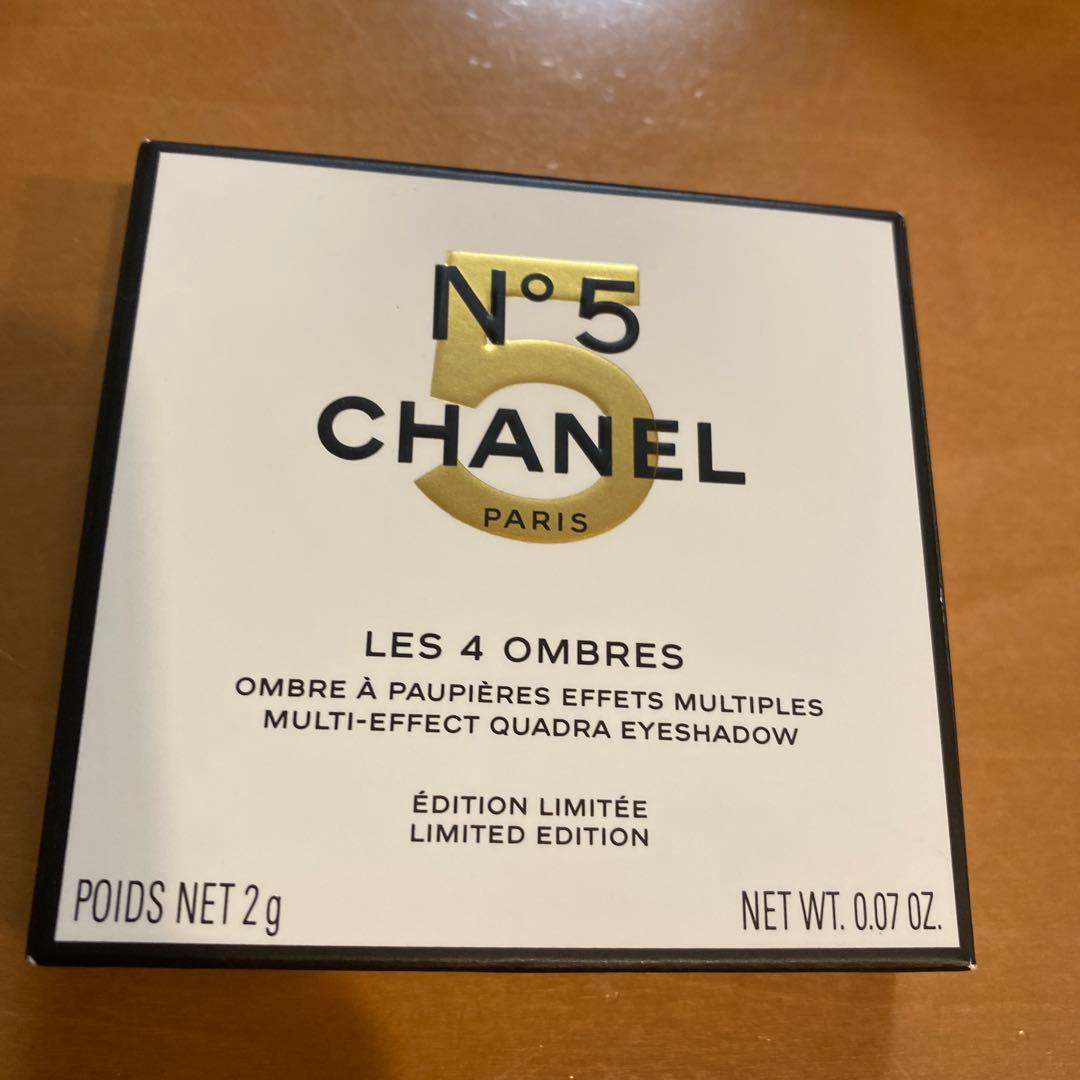 5
N°5
CHANEL
PARIS
LES 4 OMBRES
OMBRE À PAUPIÈRES EFFETS MULTIPLES
MULTI-EFFECT QUADRA EYESHADOW
ÉDITION LIMITÉE
LIMITED EDITION
POIDS NET 2 g
NET WT. 0.07 OZ.